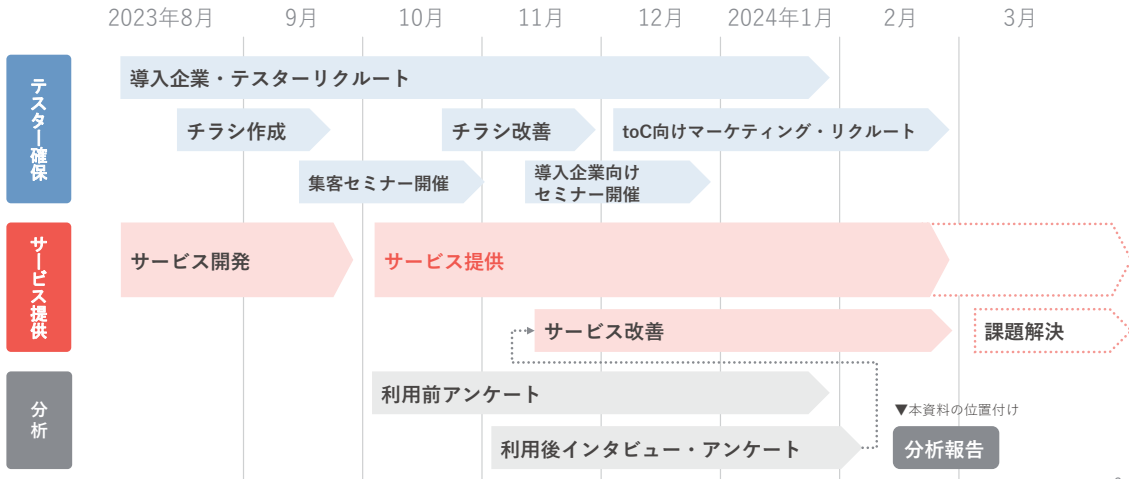 2023年8月 9月 10月 11月 12月 2024年1月 2月 3月
テスター確保
導入企業・テスターリクルート
チラシ作成
チラシ改善
toC向けマーケティング・リクルート
集客セミナー開催
導入企業向け
セミナー開催
サービス提供
サービス開発
サービス提供
サービス改善
課題解決
分析
利用前アンケート
▼本資料の位置付け
利用後インタビュー・アンケート
分析報告